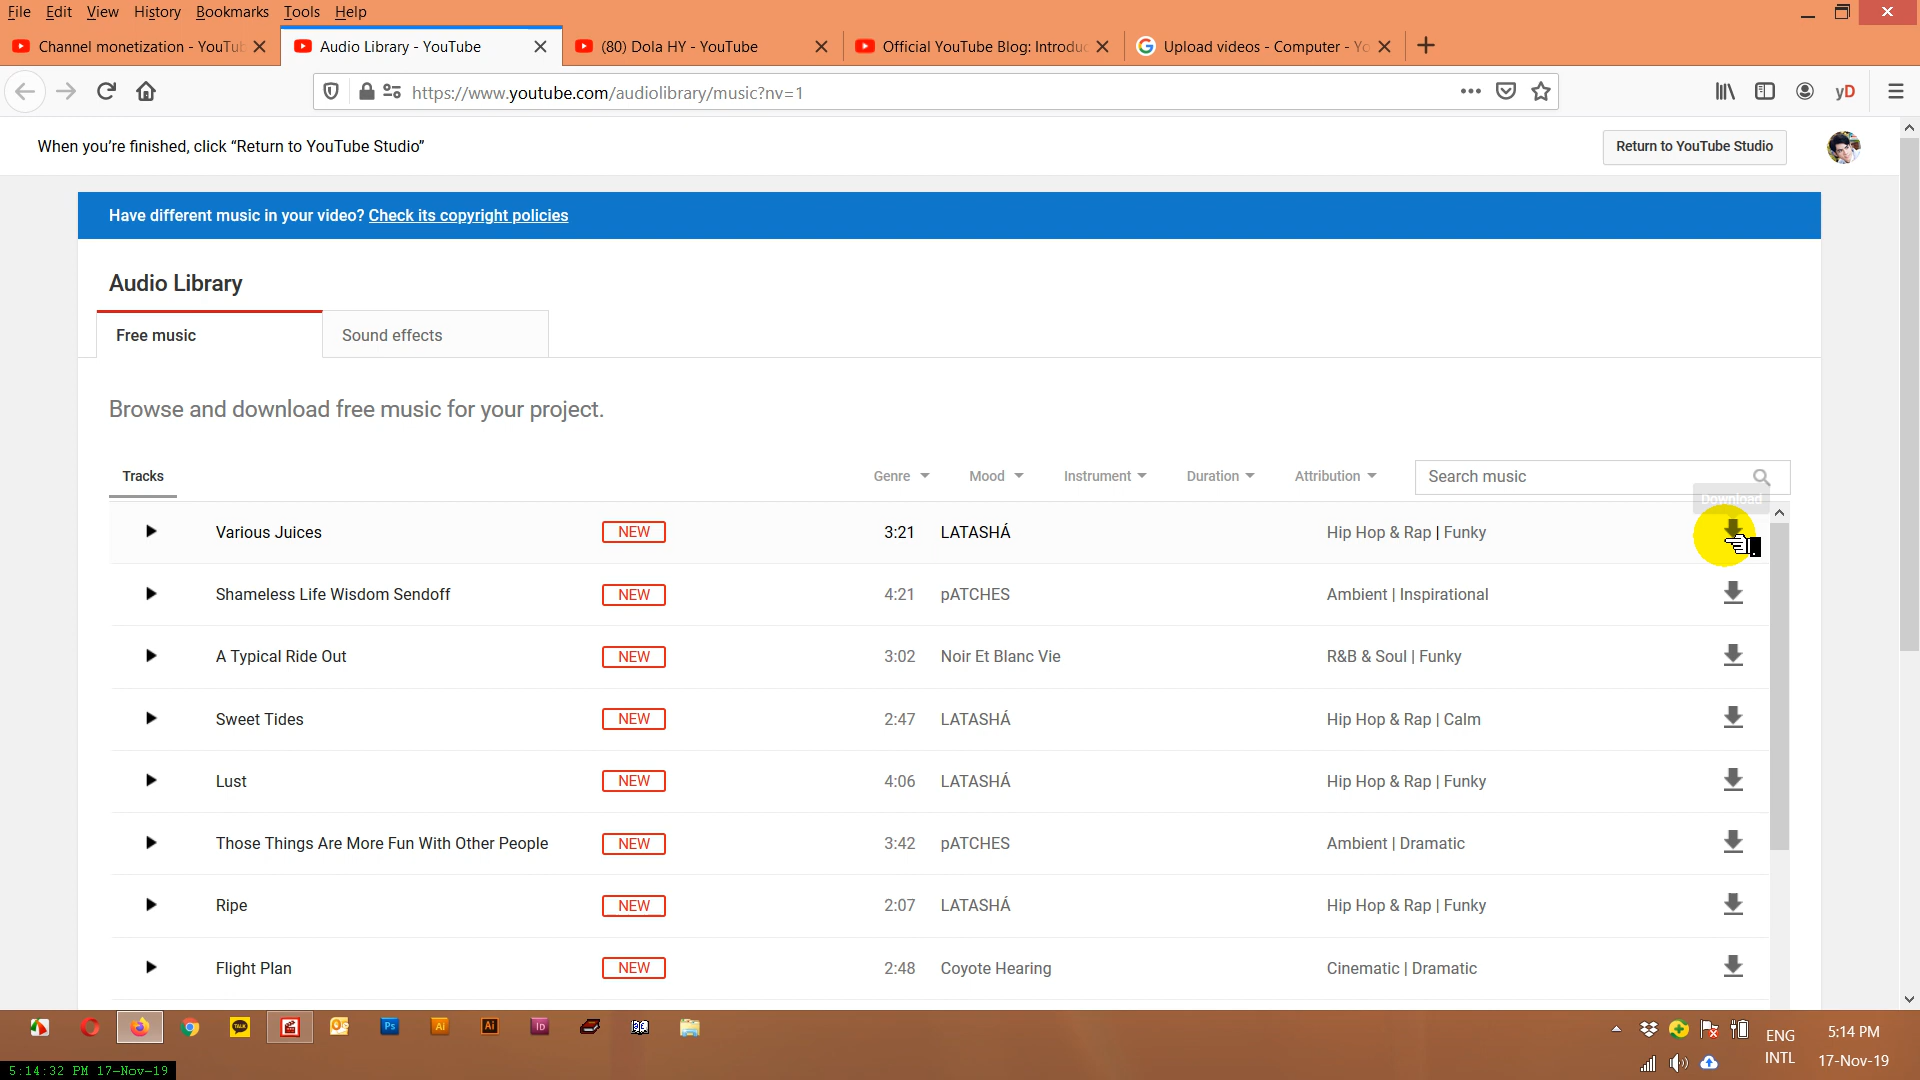 File Edit View History Bookmarks Tools Help
Channel monetization - YouTu
Audio Library - YouTube
(80) Dola HY - YouTube
Official YouTube Blog: Introdu
Upload videos - Computer - Yo
https://www.youtube.com/audiolibrary/music?nv=1
yD
When you're finished, click “Return to YouTube Studio”
Return to YouTube Studio
Have different music in your video? Check its copyright policies
Audio Library
Free music
Sound effects
Browse and download free music for your project.
Tracks
Genre Mood Instrument Duration Attribution
Search music
Download
Various Juices NEW 3:21 LATASHÁ Hip Hop & Rap | Funky
Shameless Life Wisdom Sendoff NEW 4:21 pATCHES Ambient | Inspirational
A Typical Ride Out NEW 3:02 Noir Et Blanc Vie R&B & Soul | Funky
Sweet Tides NEW 2:47 LATASHÁ Hip Hop & Rap | Calm
Lust NEW 4:06 LATASHÁ Hip Hop & Rap | Funky
Those Things Are More Fun With Other People NEW 3:42 pATCHES Ambient | Dramatic
Ripe NEW 2:07 LATASHÁ Hip Hop & Rap | Funky
Flight Plan NEW 2:48 Coyote Hearing Cinematic | Dramatic
TALK
Ps
Ai
Ai
Id
ENG
INTL
5:14 PM
17-Nov-19
5:14:32 PM 17-Nov-19